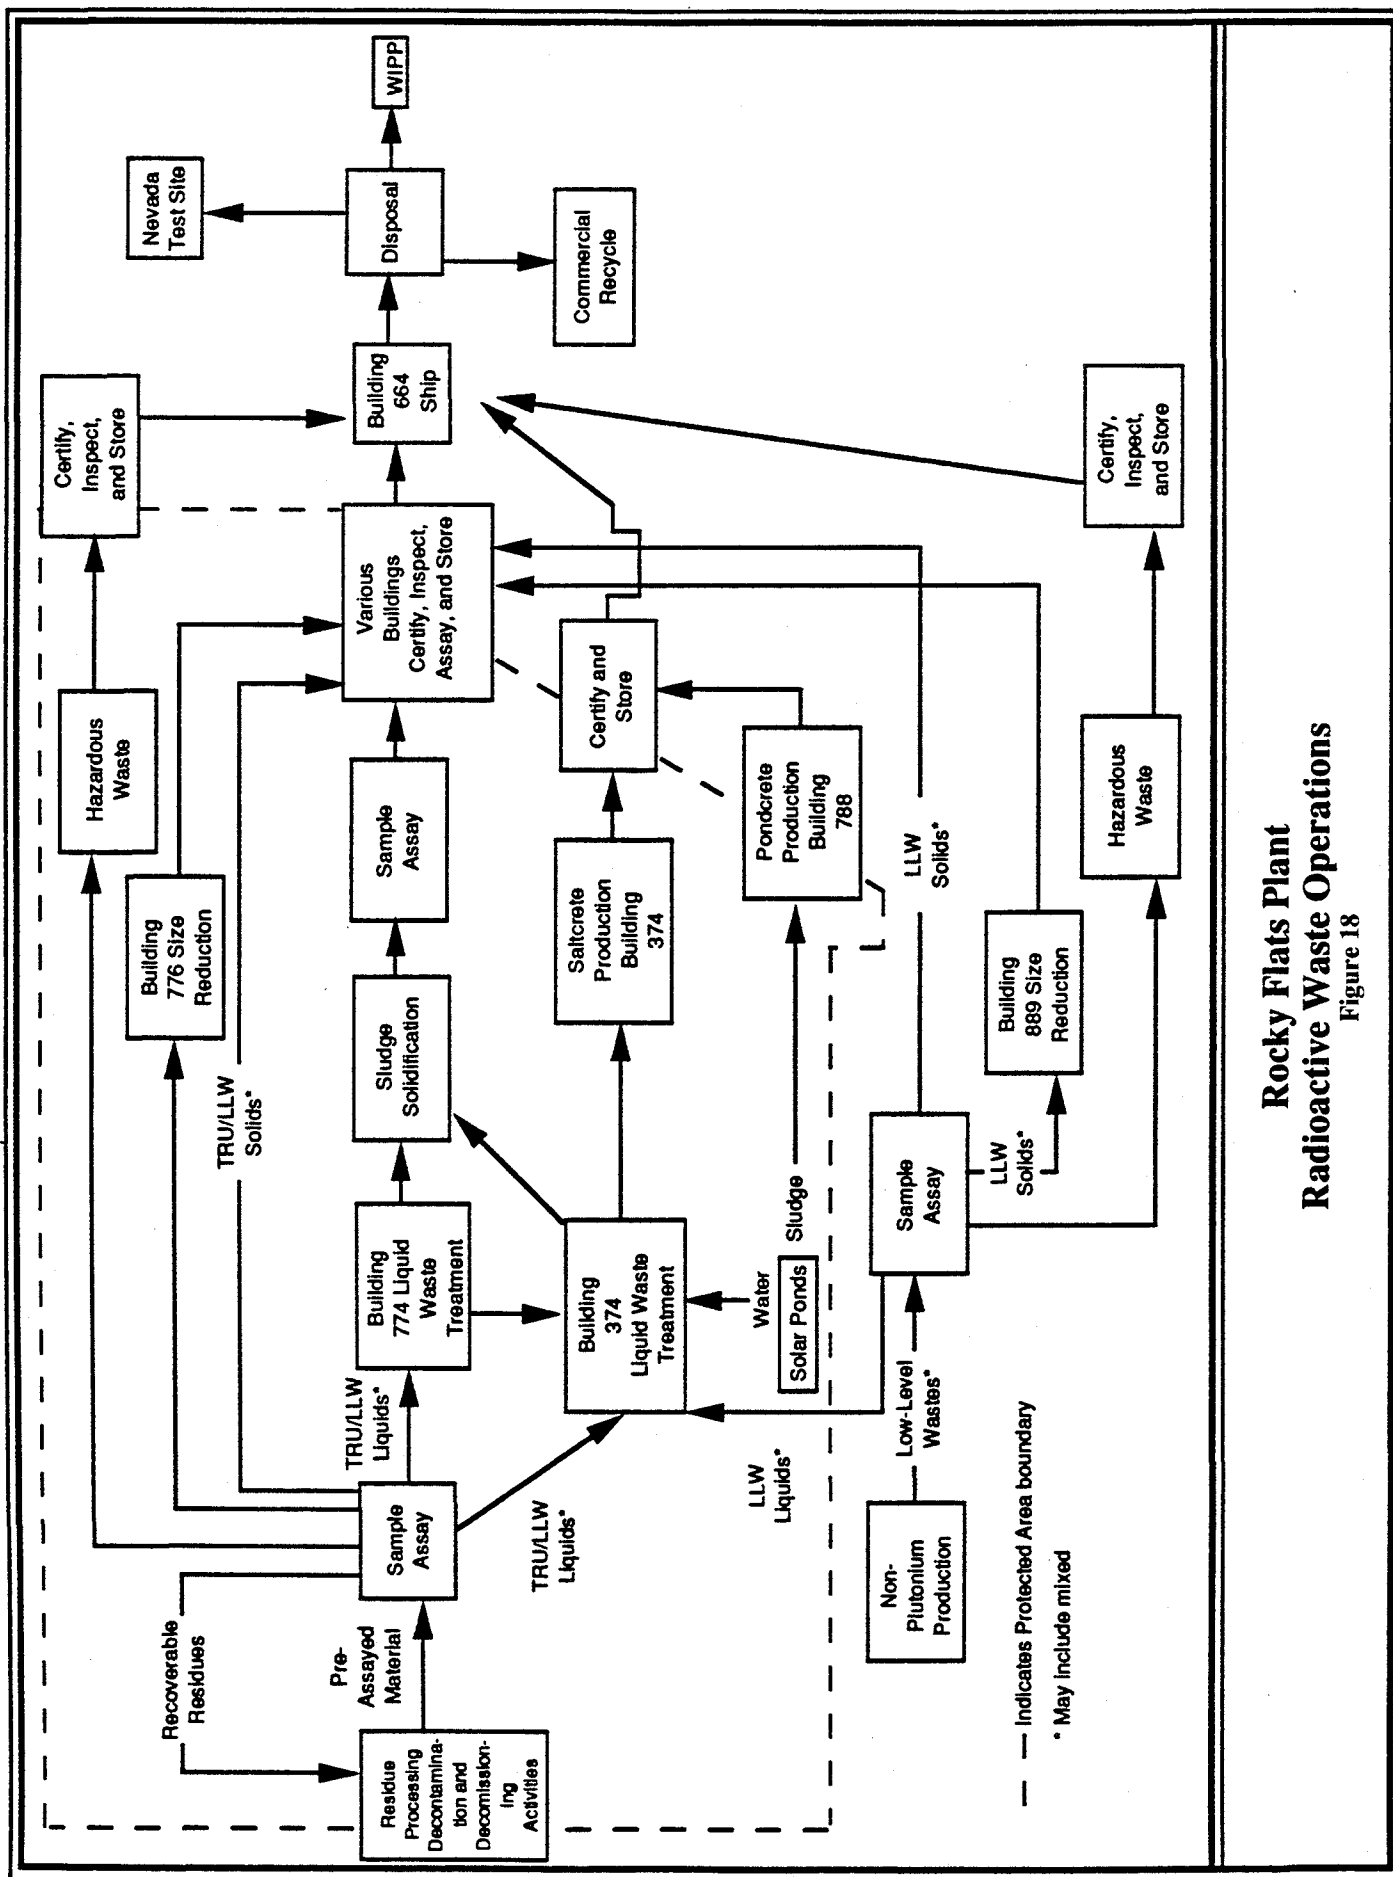 Residue
Processing
Decontamina-
tion and
Decomission-
ing
Activities
Recoverable
Residues
Pre-
Assayed
Material
Sample
Assay
TRU/LLW
Liquids*
TRU/LLW
Liquids*
TRU/LLW
Solids*
Building
776 Size
Reduction
Hazardous
Waste
Certify,
Inspect,
and Store
Building
774 Liquid
Waste
Treatment
Sludge
Solidification
Sample
Assay
Various
Buildings
Certify, Inspect,
Assay, and Store
Building
664
Ship
Disposal
Nevada
Test Site
WIPP
Commercial
Recycle
Building
374
Liquid Waste
Treatment
Saltcrete
Production
Building
374
Certify and
Store
Water
Solar Ponds
Sludge
Pondcrete
Production
Building
788
LLW
Liquids*
Non-
Plutonium
Production
Low-Level
Wastes*
Sample
Assay
LLW
Solids*
LLW
Solids*
Building
889 Size
Reduction
Hazardous
Waste
Certify,
Inspect,
and Store
Indicates Protected Area boundary
* May include mixed
Rocky Flats Plant
Radioactive Waste Operations
Figure 18